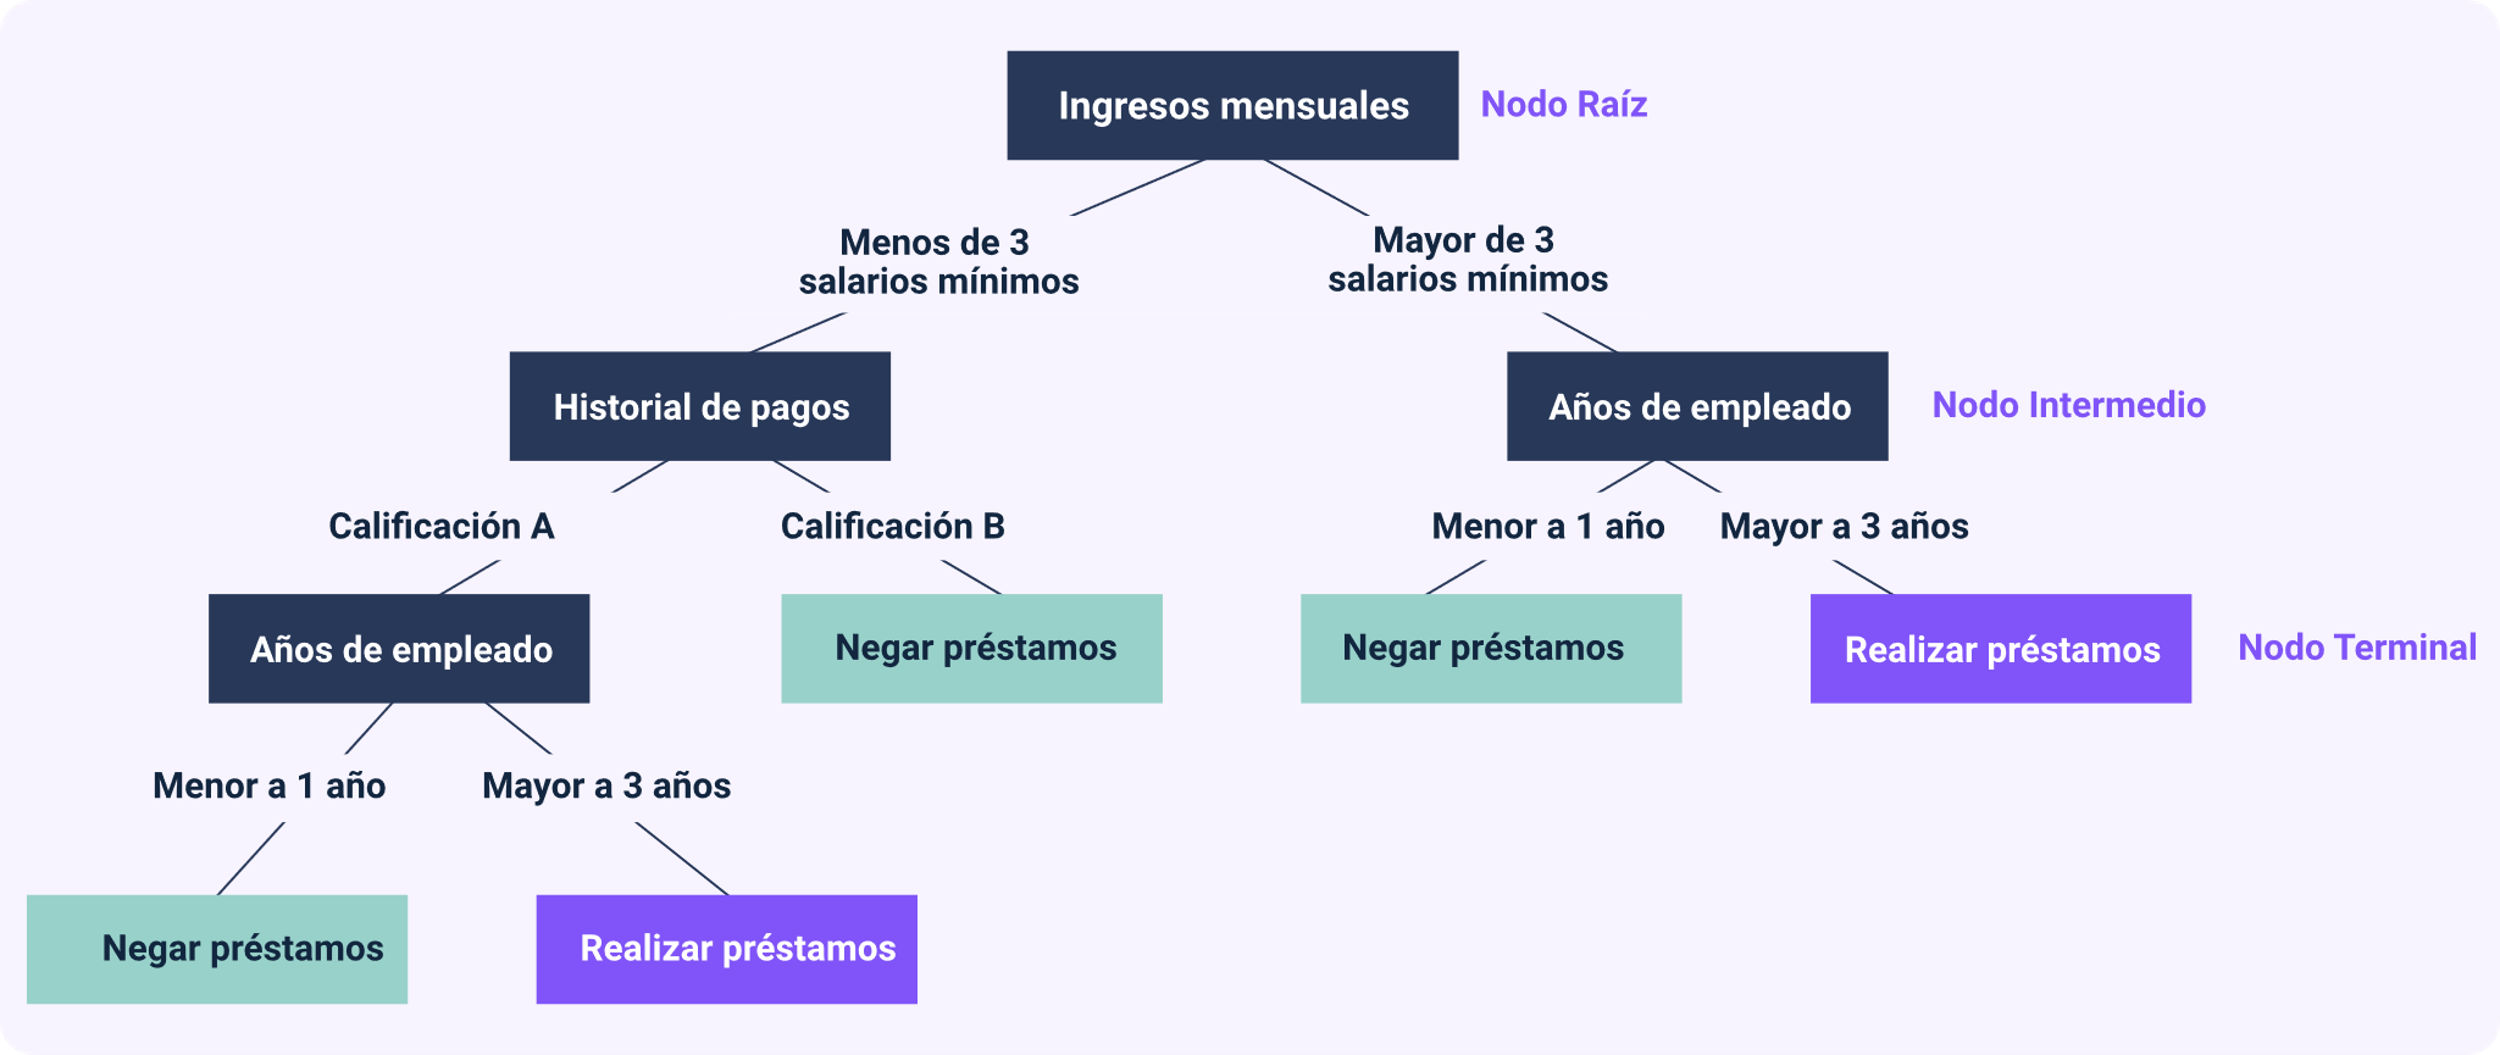 Ingresos mensuales
Nodo Raíz
Menos de 3
salarios mínimos
Mayor de 3
salarios mínimos
Historial de pagos
Años de empleado
Nodo Intermedio
Calificación A
Calificación B
Menor a 1 año
Mayor a 3 años
Años de empleado
Negar préstamos
Negar préstamos
Realizar préstamos
Nodo Terminal
Menor a 1 año
Mayor a 3 años
Negar préstamos
Realizar préstamos